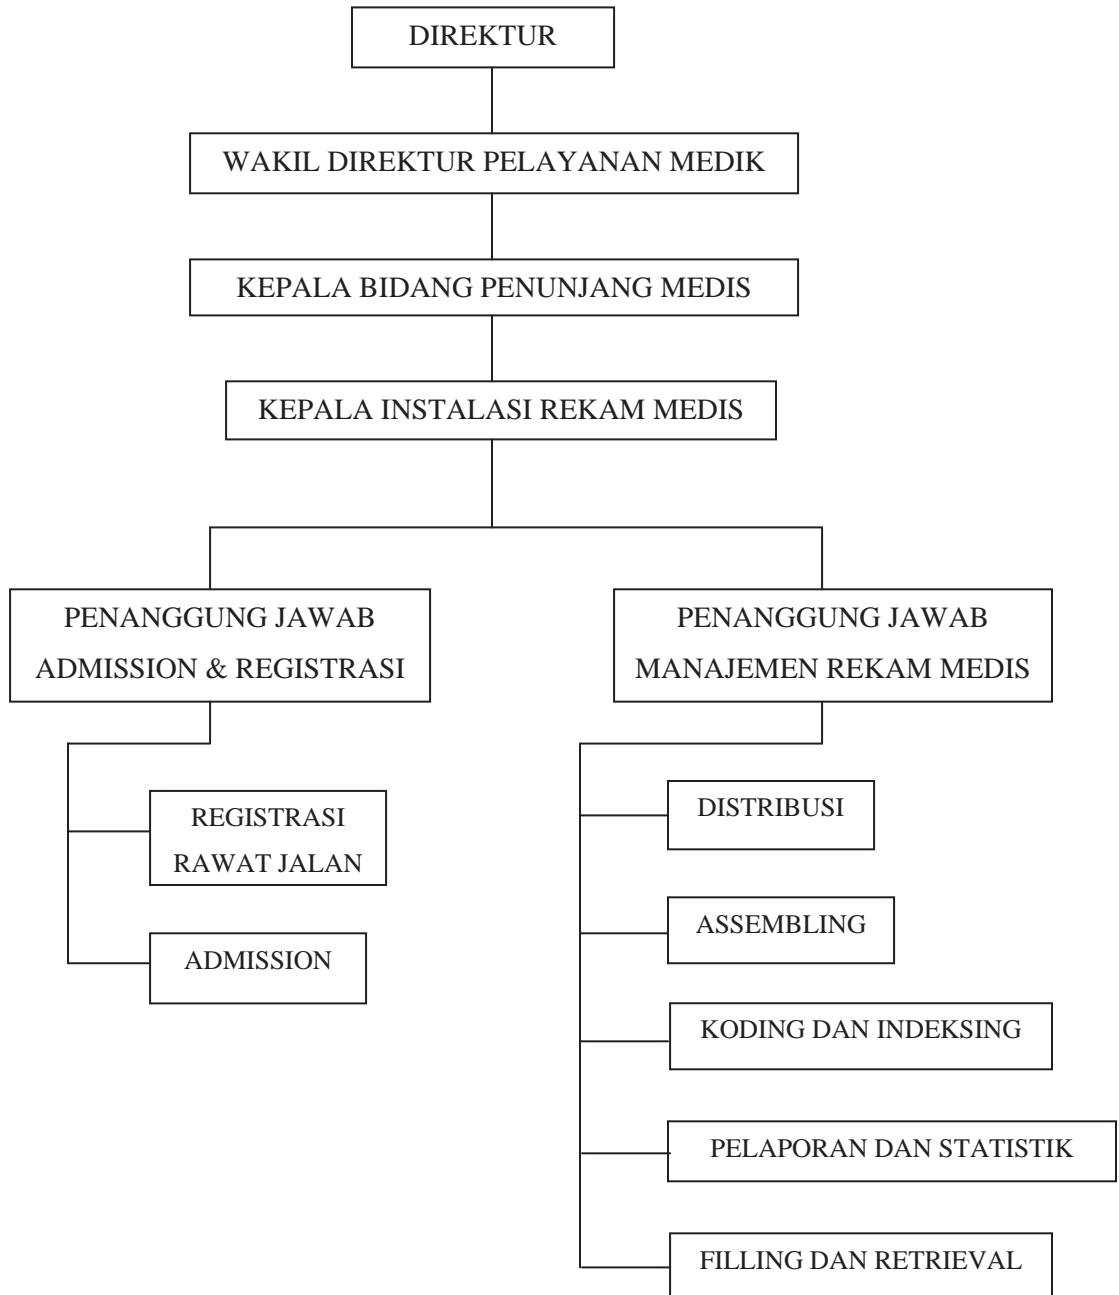 DIREKTUR
WAKIL DIREKTUR PELAYANAN MEDIK
KEPALA BIDANG PENUNJANG MEDIS
KEPALA INSTALASI REKAM MEDIS
PENANGGUNG JAWAB
ADMISSION & REGISTRASI
REGISTRASI
RAWAT JALAN
ADMISSION
PENANGGUNG JAWAB
MANAJEMEN REKAM MEDIS
DISTRIBUSI
ASSEMBLING
KODING DAN INDEKSING
PELAPORAN DAN STATISTIK
FILLING DAN RETRIEVAL